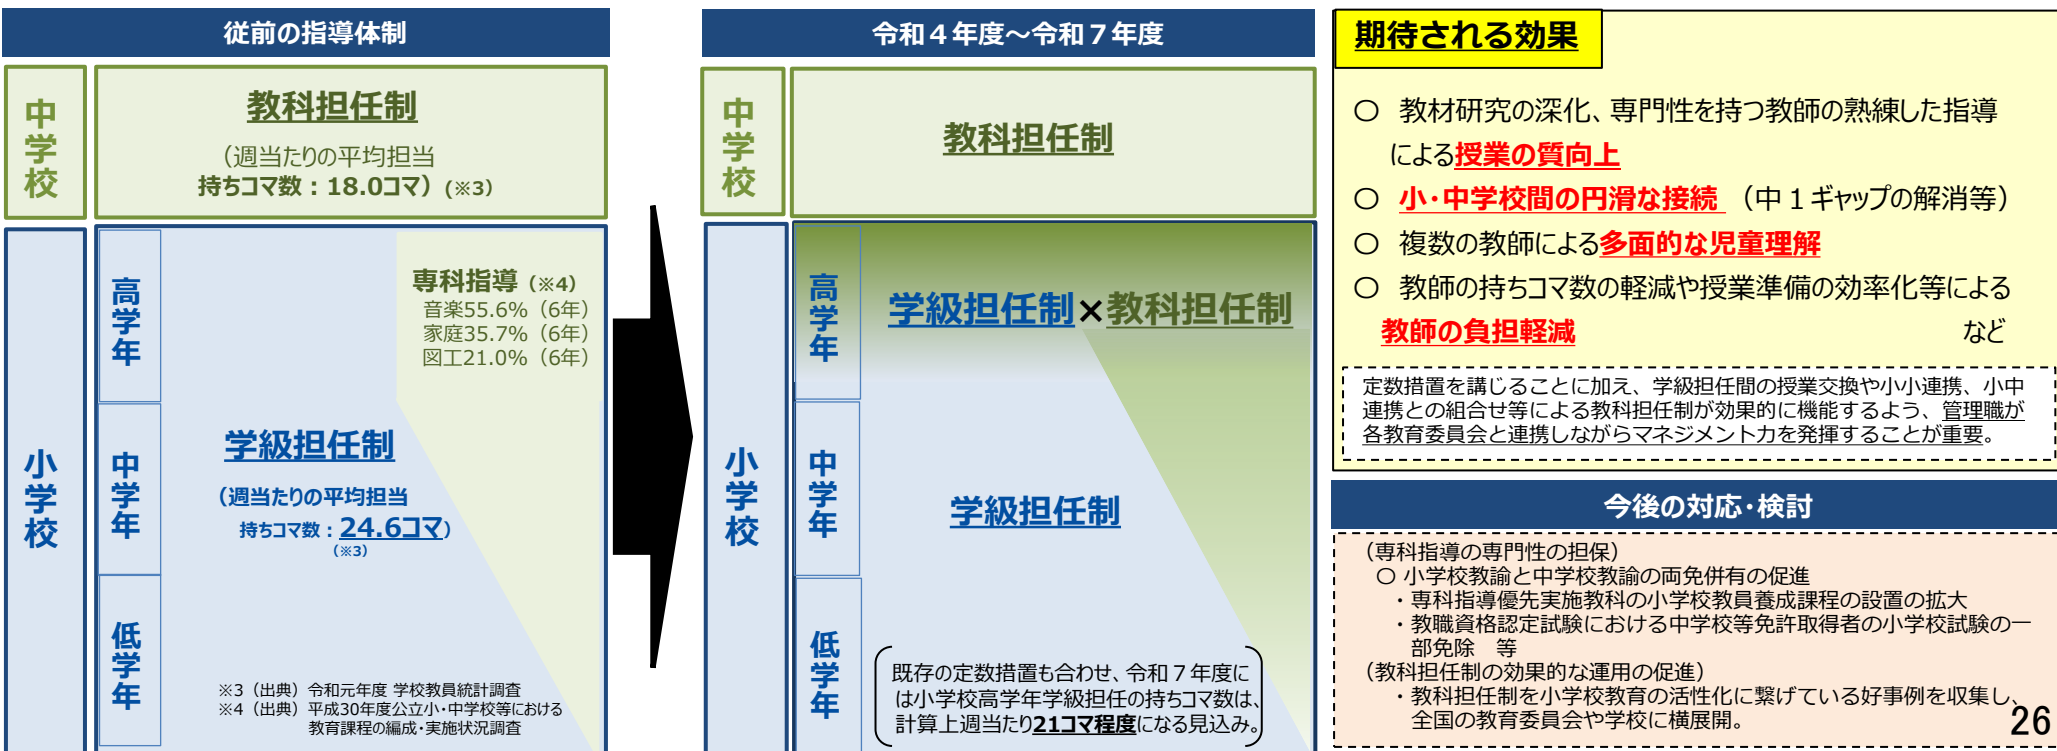 従前の指導体制
中学校
教科担任制
(週当たりの平均担当
持ちコマ数：18.0コマ) (※3)
小学校
高学年
専科指導 (※4)
音楽55.6% (6年)
家庭35.7% (6年)
図工21.0% (6年)
中学年
学級担任制
(週当たりの平均担当
持ちコマ数：24.6コマ)
(※3)
低学年
※3 (出典) 令和元年度 学校教員統計調査
※4 (出典) 平成30年度公立小・中学校等における
教育課程の編成・実施状況調査
令和４年度～令和７年度
中学校
教科担任制
小学校
高学年
学級担任制×教科担任制
中学年
学級担任制
低学年
既存の定数措置も合わせ、令和７年度に
は小学校高学年学級担任の持ちコマ数は、
計算上週当たり21コマ程度になる見込み。
期待される効果
〇 教材研究の深化、専門性を持つ教師の熟練した指導
による授業の質向上
〇 小・中学校間の円滑な接続 (中１ギャップの解消等)
〇 複数の教師による多面的な児童理解
〇 教師の持ちコマ数の軽減や授業準備の効率化等による
教師の負担軽減 など
定数措置を講じることに加え、学級担任間の授業交換や小小連携、小中
連携との組合せ等による教科担任制が効果的に機能するよう、管理職が
各教育委員会と連携しながらマネジメント力を発揮することが重要。
今後の対応・検討
(専科指導の専門性の担保)
〇 小学校教諭と中学校教諭の両免併有の促進
・専科指導優先実施教科の小学校教員養成課程の設置の拡大
・教職資格認定試験における中学校等免許取得者の小学校試験の一
部免除 等
(教科担任制の効果的な運用の促進)
・教科担任制を小学校教育の活性化に繋げている好事例を収集し、
全国の教育委員会や学校に横展開。
26